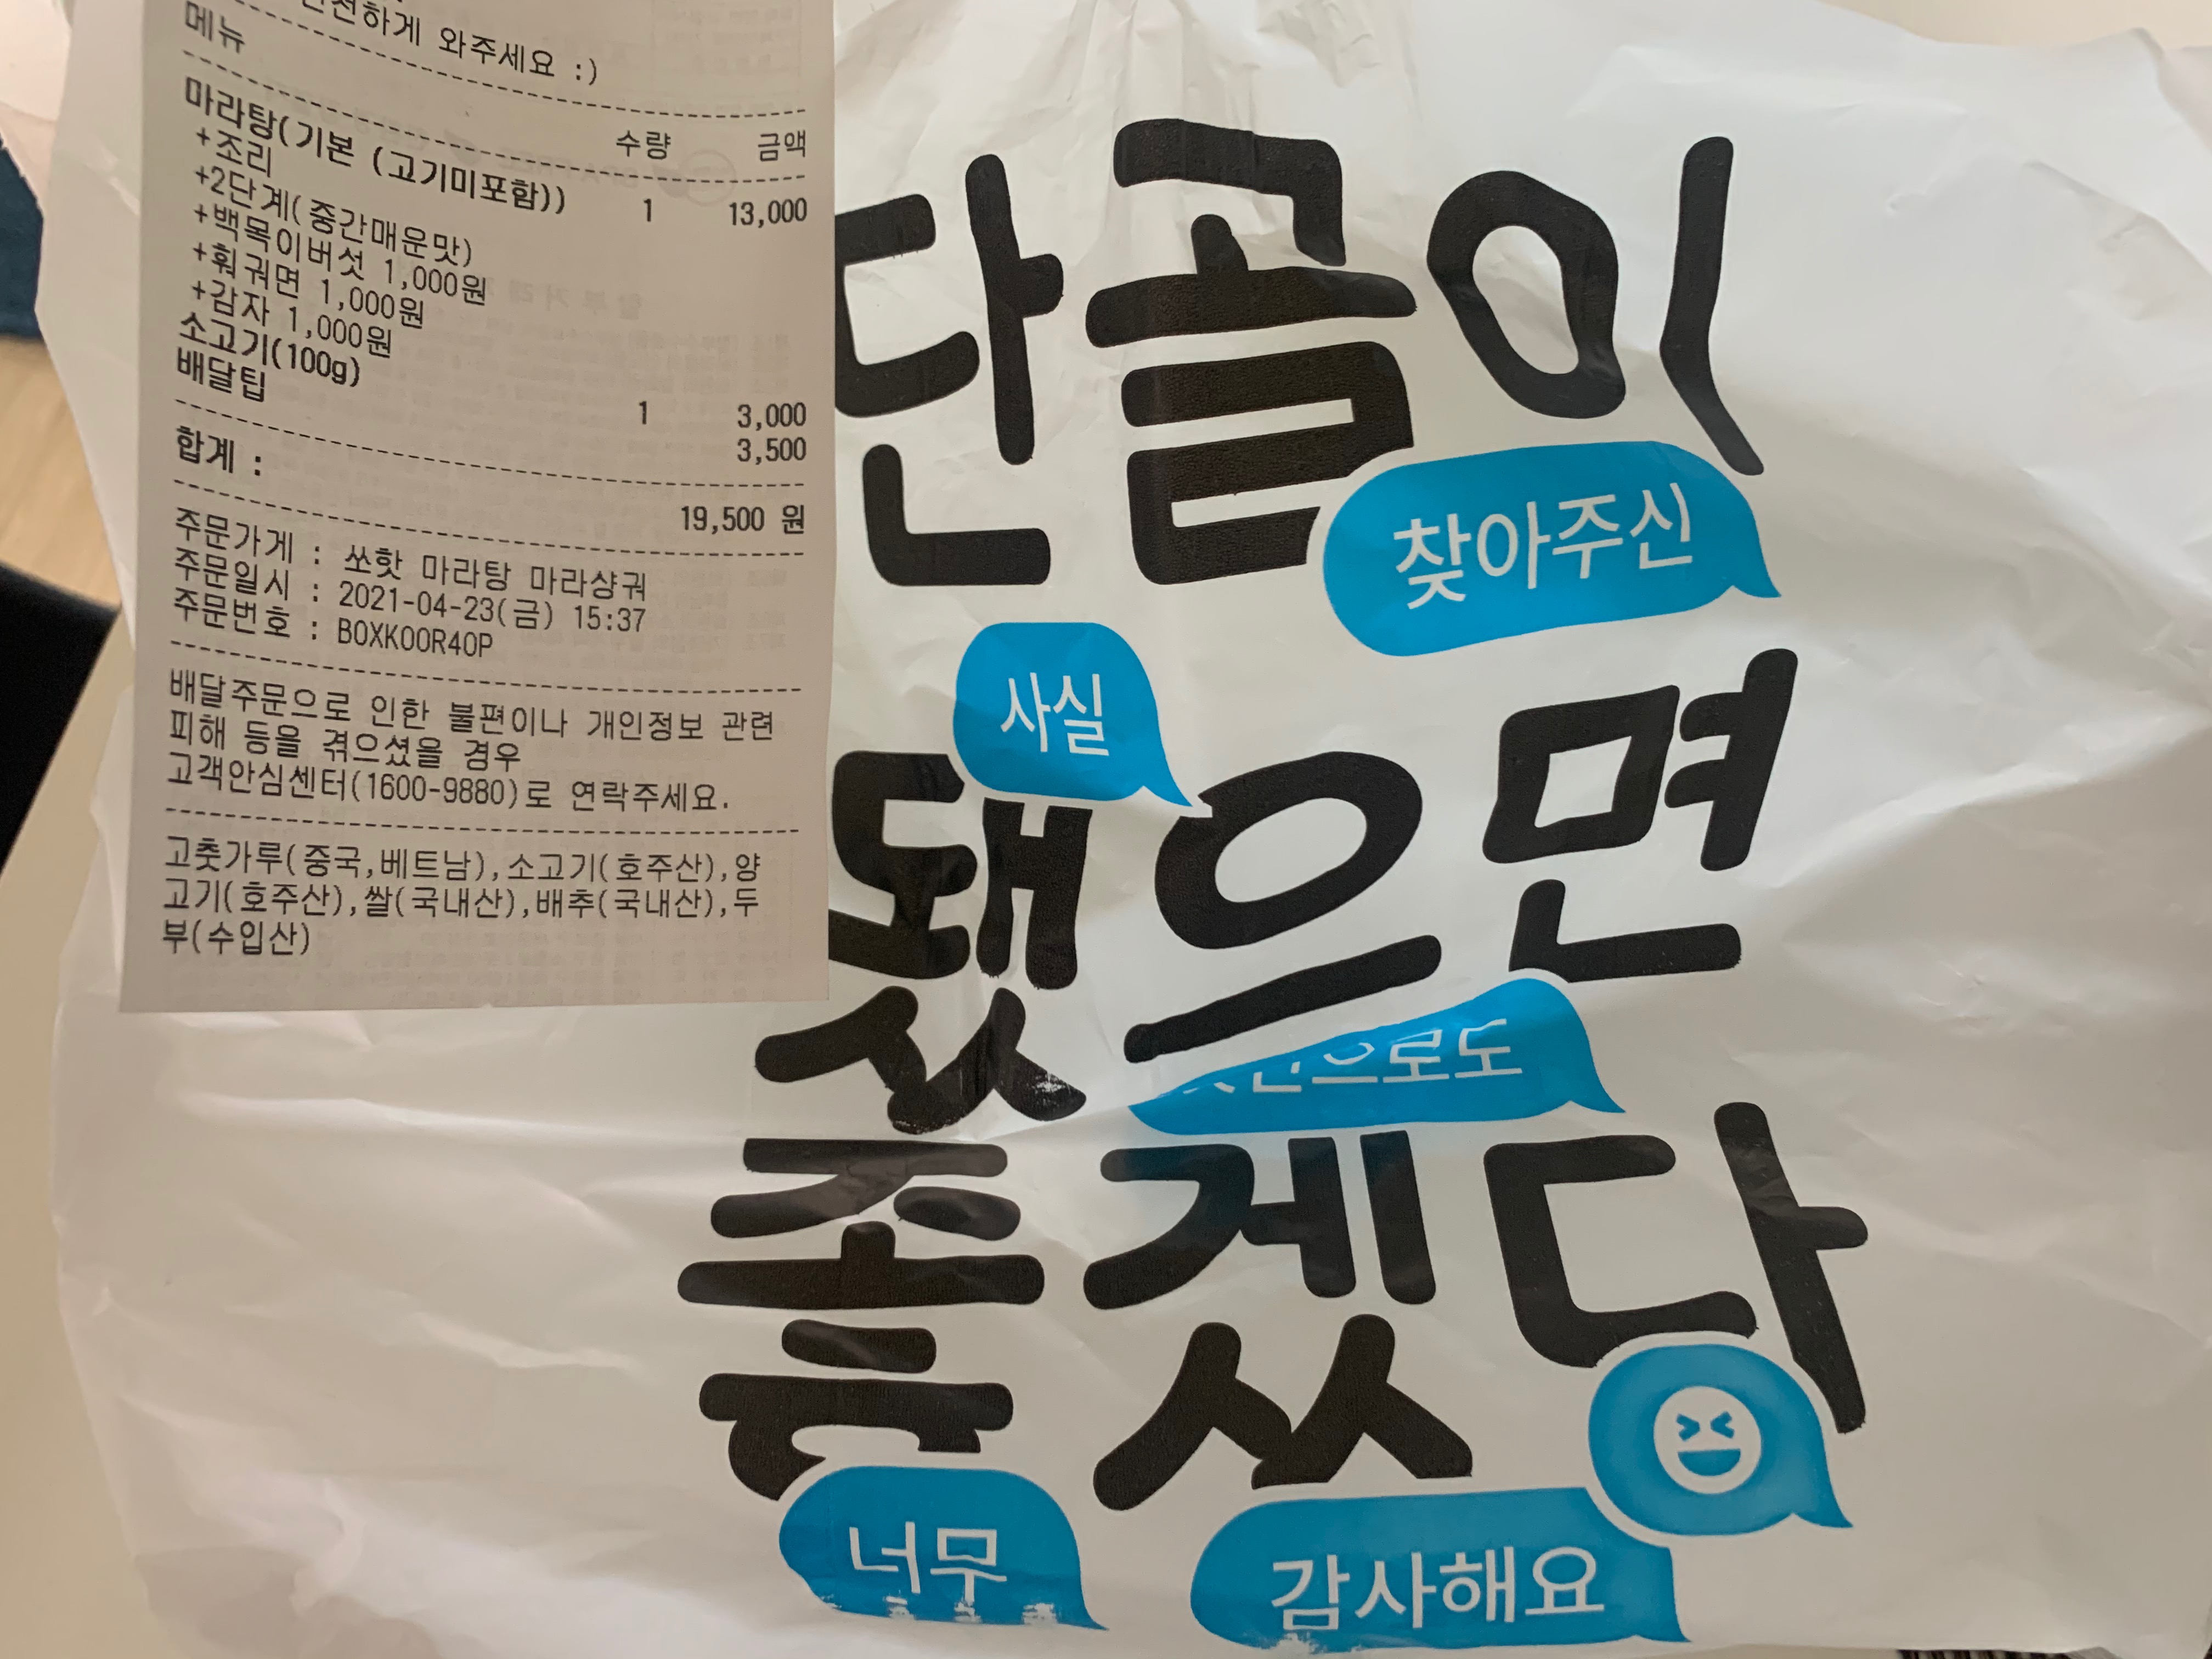 와주세요 :)
메뉴 수량 금액
마라탕(기본 (고기미포함)) 1 13,000
+조리
+2단계(중간매운맛)
+백목이버섯 1,000원
+훠궈면 1,000원
+감자 1,000원
소고기(100g) 1 3,000
배달팁 3,500
합계 : 19,500 원
주문가게 : 쏘핫 마라탕 마라샹궈
주문일시 : 2021-04-23(금) 15:37
주문번호 : B0XK00R40P
배달주문으로 인한 불편이나 개인정보 관련
피해 등을 겪으셨을 경우
고객안심센터(1600-9880)로 연락주세요.
고춧가루(중국,베트남),소고기(호주산),양
고기(호주산),쌀(국내산),배추(국내산),두
부(수입산)
단골이
찾아주신
사실
됐으면
좋겠다
너무
감사해요